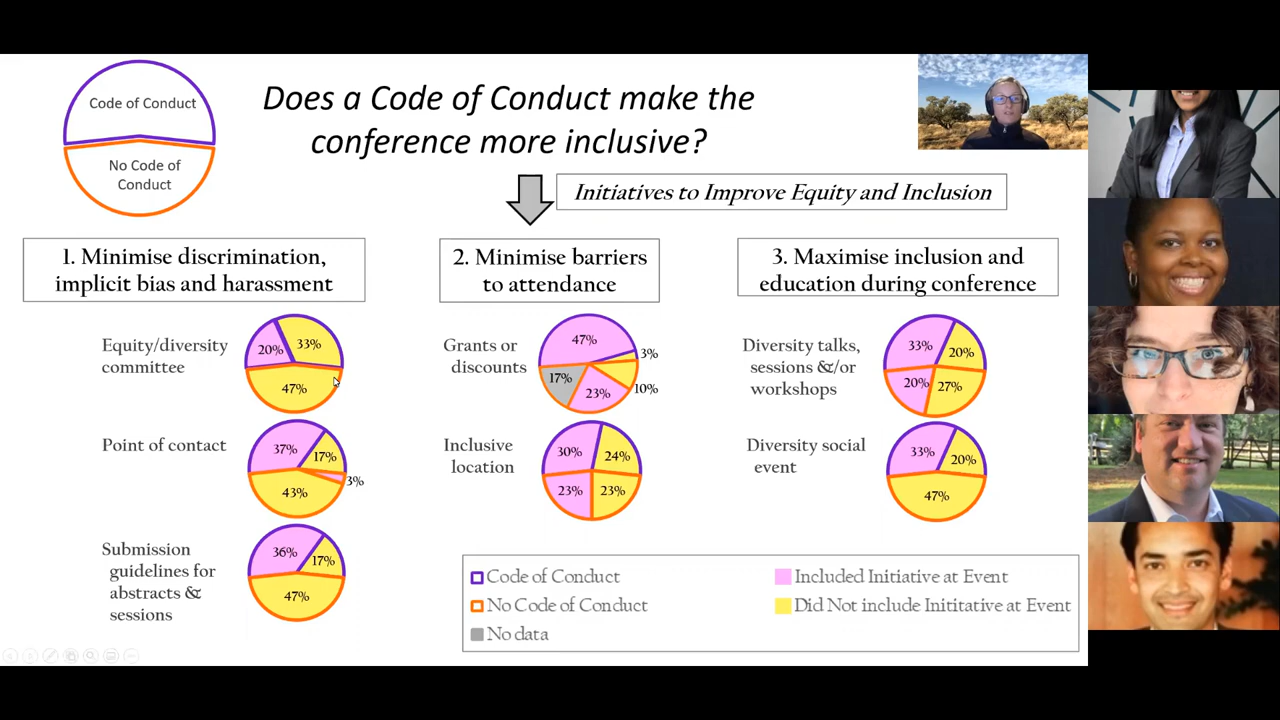 Code of Conduct
No Code of
Conduct
Does a Code of Conduct make the
conference more inclusive?
Initiatives to Improve Equity and Inclusion
1. Minimise discrimination,
implicit bias and harassment
Equity/diversity
committee
20%
33%
47%
Point of contact
37%
17%
3%
43%
Submission
guidelines for
abstracts &
sessions
36%
17%
47%
2. Minimise barriers
to attendance
Grants or
discounts
47%
3%
10%
23%
17%
Inclusive
location
30%
24%
23%
23%
3. Maximise inclusion and
education during conference
Diversity talks,
sessions &/or
workshops
33%
20%
20%
27%
Diversity social
event
33%
20%
47%
Code of Conduct
No Code of Conduct
No data
Included Initiative at Event
Did Not include Inititative at Event